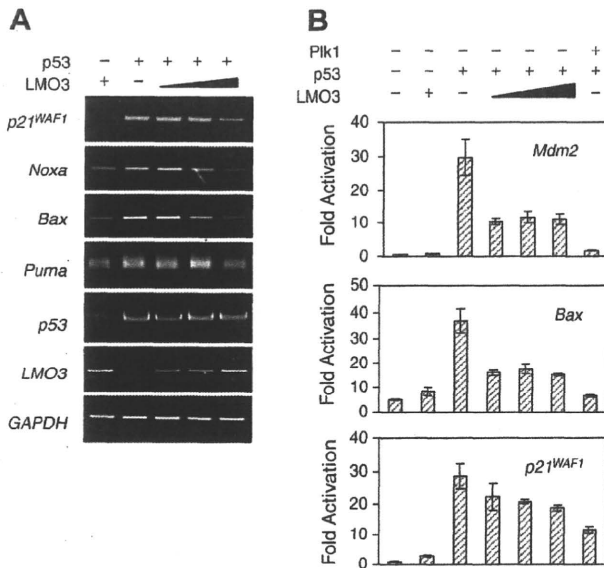 A
p53 – + + + +
LMO3 + –
p21WAF1
Noxa
Bax
Puma
p53
LMO3
GAPDH
B
Plk1 – – – – – – +
p53 – – + + + + +
LMO3 – + – –
Fold Activation
40
30
20
10
0
Mdm2
Fold Activation
50
40
30
20
10
0
Bax
Fold Activation
40
30
20
10
0
p21WAF1